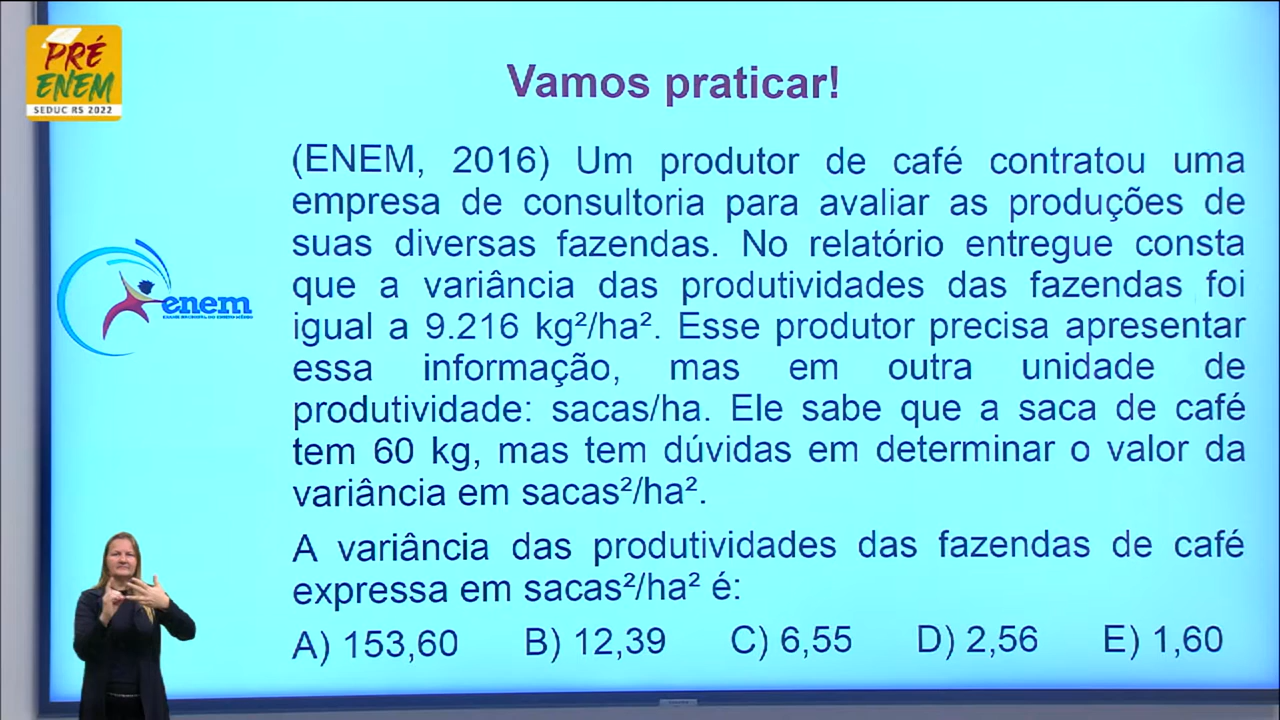 PRÉ
ENEM
SEDUC RS 2022
Vamos praticar!
(ENEM, 2016) Um produtor de café contratou uma
empresa de consultoria para avaliar as produções de
suas diversas fazendas. No relatório entregue consta
que a variância das produtividades das fazendas foi
igual a 9.216 kg²/ha². Esse produtor precisa apresentar
essa informação, mas em outra unidade de
produtividade: sacas/ha. Ele sabe que a saca de café
tem 60 kg, mas tem dúvidas em determinar o valor da
variância em sacas²/ha².
enem
A variância das produtividades das fazendas de café
expressa em sacas²/ha² é:
A) 153,60 B) 12,39 C) 6,55 D) 2,56 E) 1,60